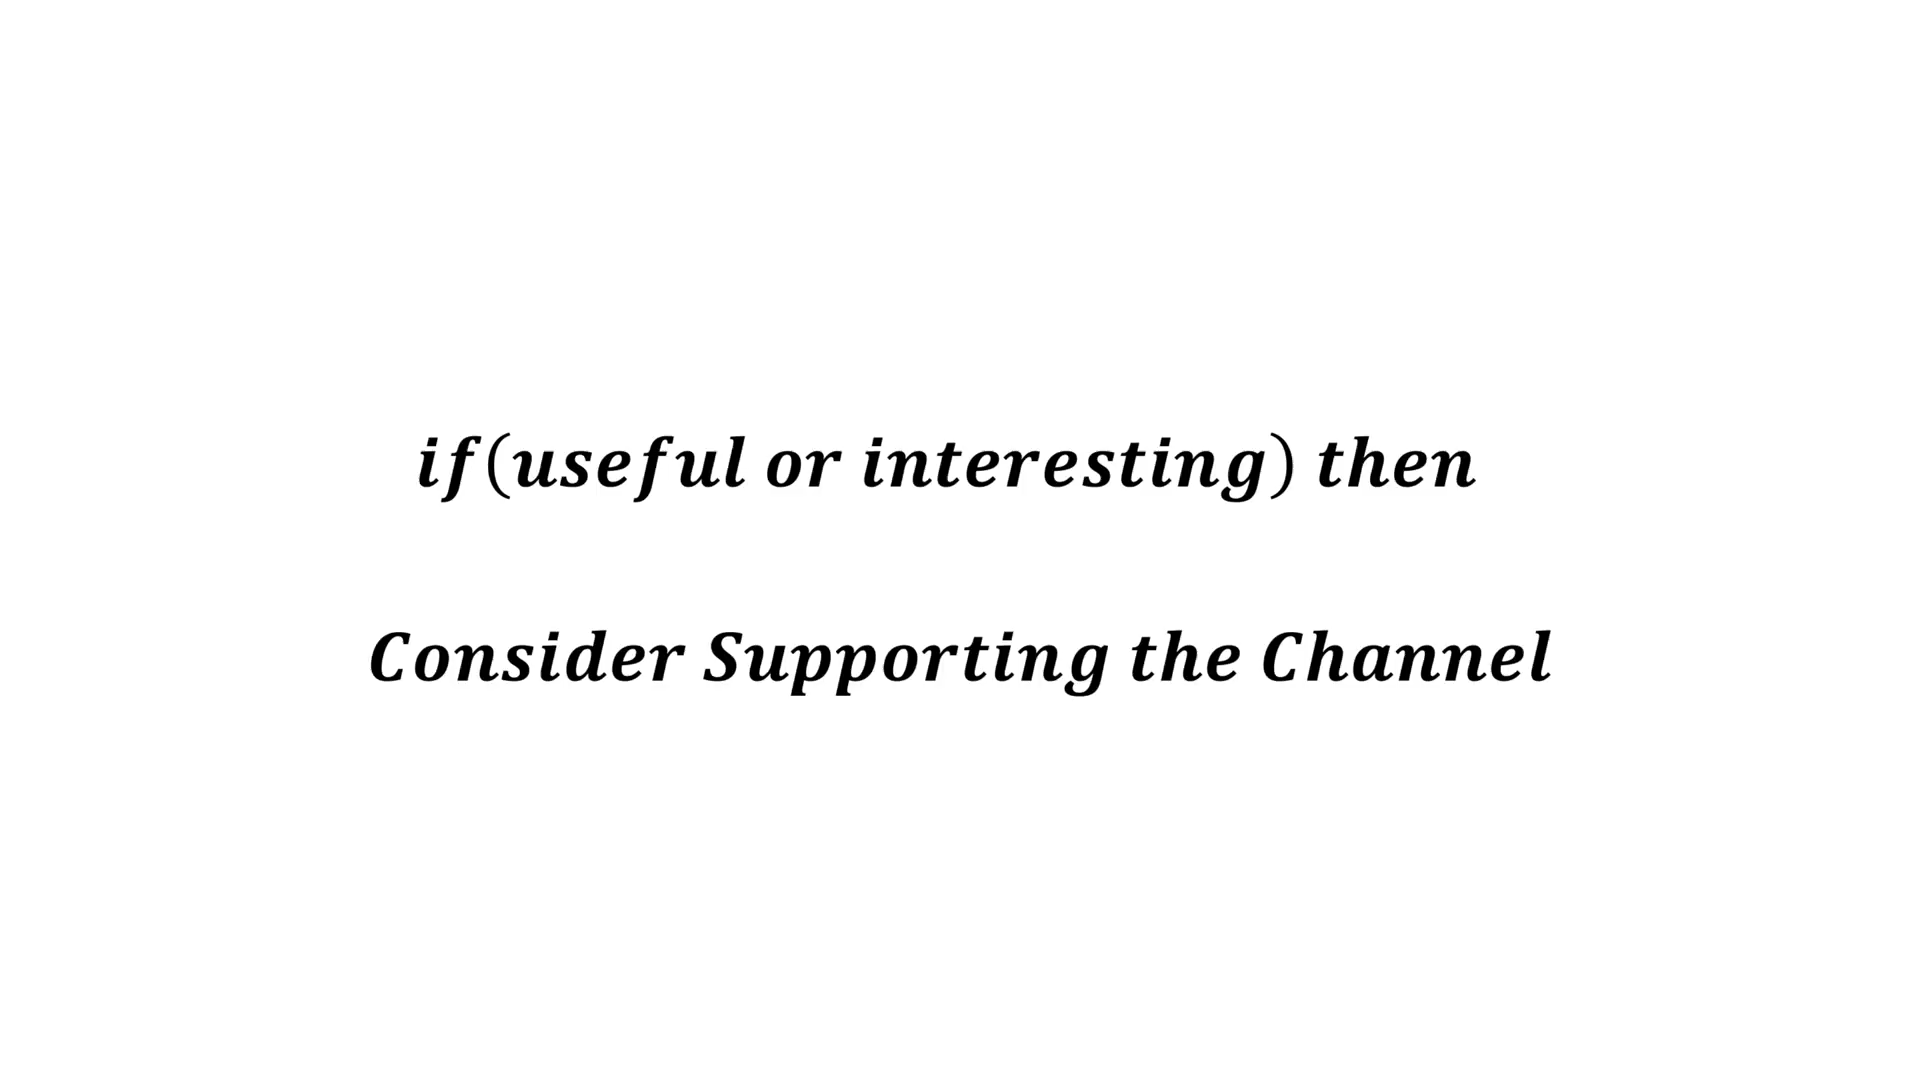 if(useful or interesting) then
Consider Supporting the Channel